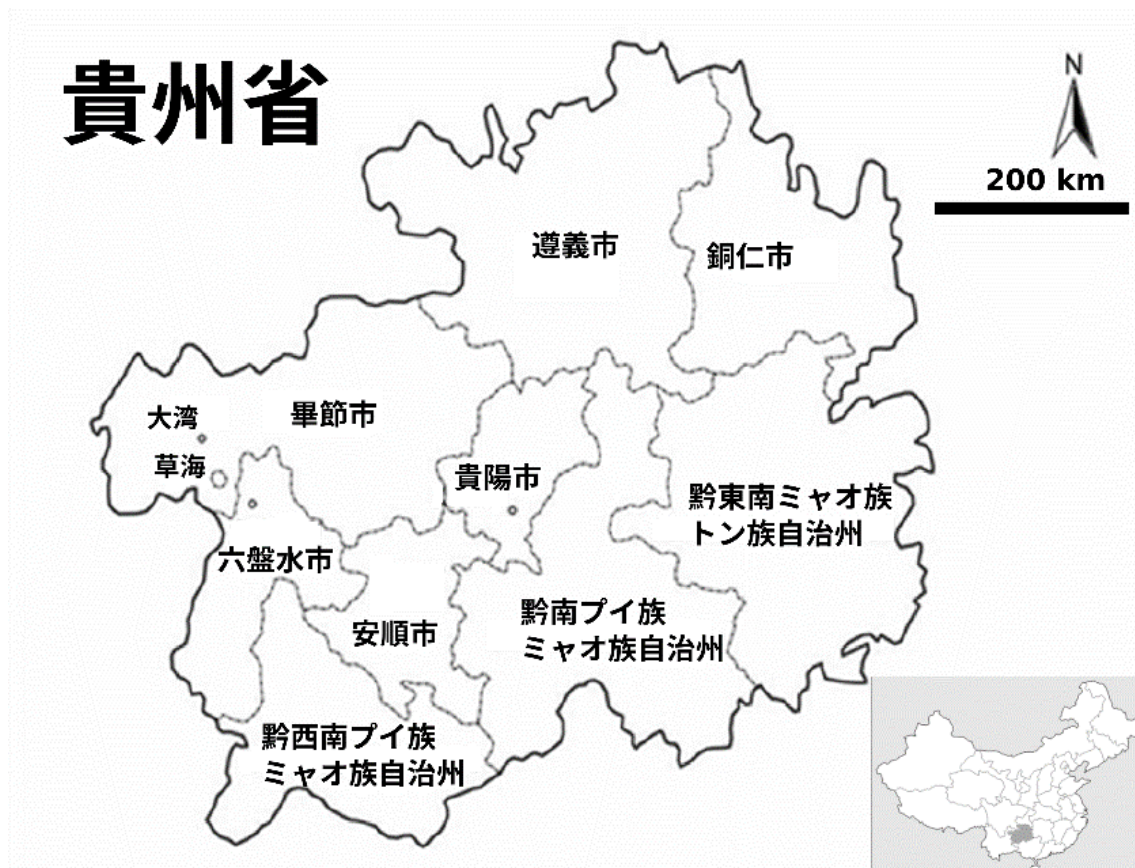 貴州省
N
200 km
遵義市
銅仁市
大湾
畢節市
草海
貴陽市
黔東南ミャオ族
トン族自治州
六盤水市
安順市
黔南プイ族
ミャオ族自治州
黔西南プイ族
ミャオ族自治州